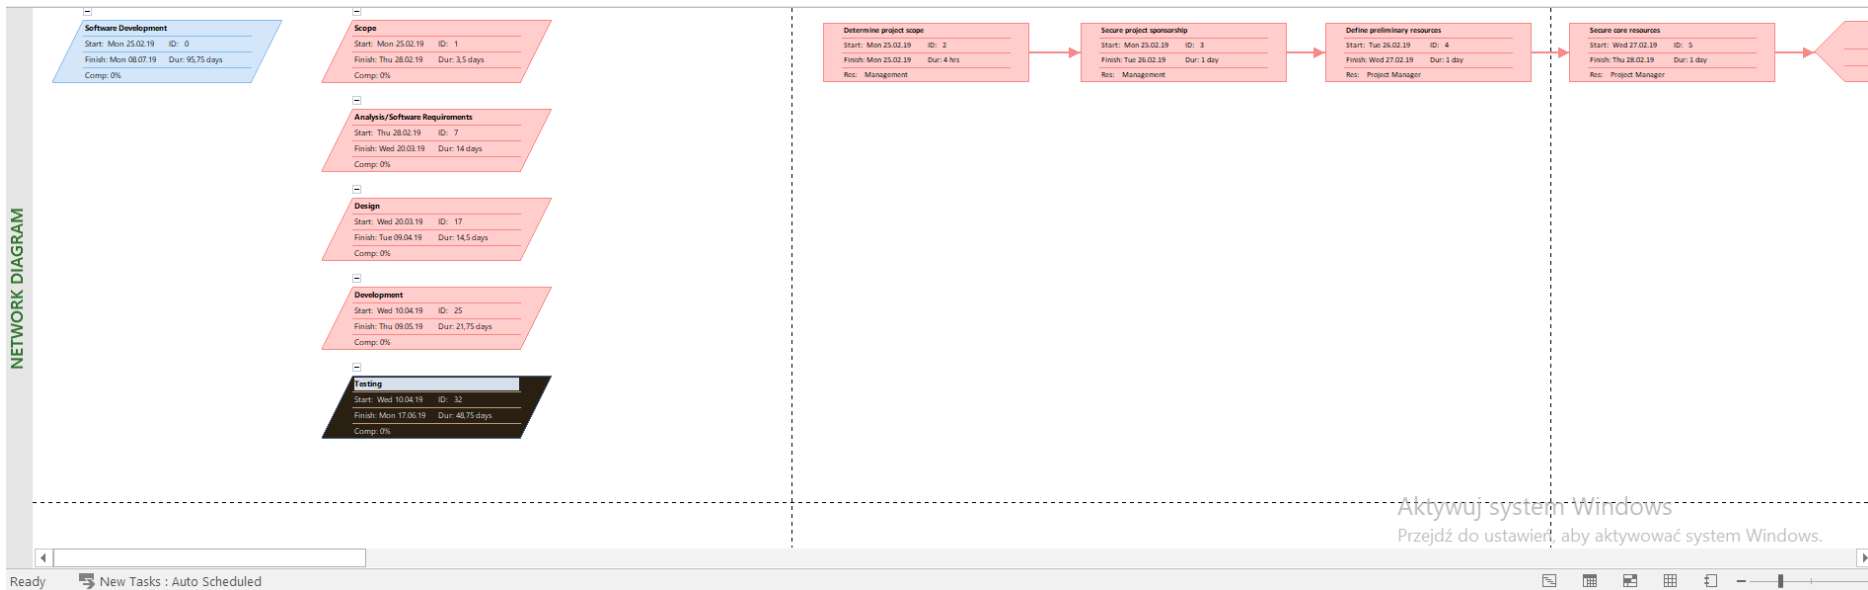 NETWORK DIAGRAM
Software Development
Start: Mon 25.02.19 ID: 0
Finish: Mon 08.07.19 Dur: 95,75 days
Comp: 0%
Scope
Start: Mon 25.02.19 ID: 1
Finish: Thu 28.02.19 Dur: 3,5 days
Comp: 0%
Analysis/Software Requirements
Start: Thu 28.02.19 ID: 7
Finish: Wed 20.03.19 Dur: 14 days
Comp: 0%
Design
Start: Wed 20.03.19 ID: 17
Finish: Tue 09.04.19 Dur: 14,5 days
Comp: 0%
Development
Start: Wed 10.04.19 ID: 25
Finish: Thu 09.05.19 Dur: 21,75 days
Comp: 0%
Testing
Start: Wed 10.04.19 ID: 32
Finish: Mon 17.06.19 Dur: 48,75 days
Comp: 0%
Determine project scope
Start: Mon 25.02.19 ID: 2
Finish: Mon 25.02.19 Dur: 4 hrs
Res: Management
Secure project sponsorship
Start: Mon 25.02.19 ID: 3
Finish: Tue 26.02.19 Dur: 1 day
Res: Management
Define preliminary resources
Start: Tue 26.02.19 ID: 4
Finish: Wed 27.02.19 Dur: 1 day
Res: Project Manager
Secure core resources
Start: Wed 27.02.19 ID: 5
Finish: Thu 28.02.19 Dur: 1 day
Res: Project Manager
Aktywuj system Windows
Przejdź do ustawień, aby aktywować system Windows.
Ready New Tasks : Auto Scheduled